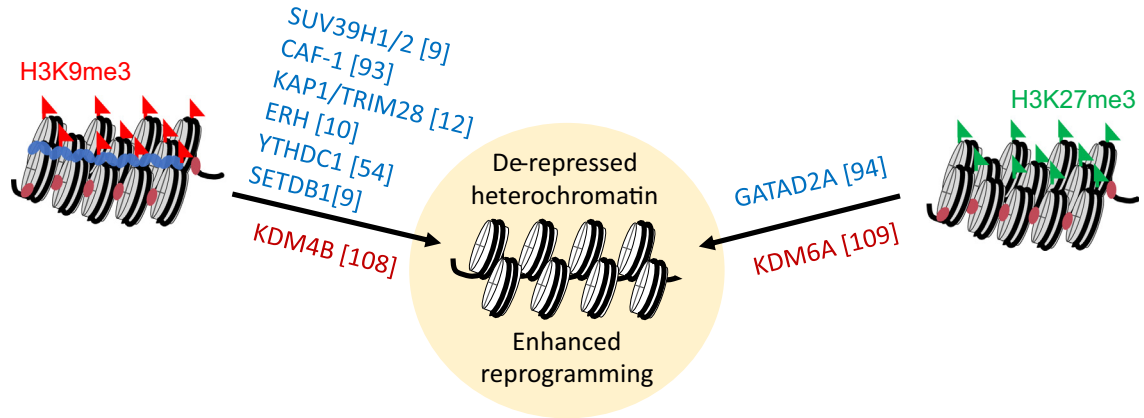 H3K9me3
SUV39H1/2 [9]
CAF-1 [93]
KAP1/TRIM28 [12]
ERH [10]
YTHDC1 [54]
SETDB1[9]
KDM4B [108]
De-repressed
heterochromatin
Enhanced
reprogramming
GATAD2A [94]
KDM6A [109]
H3K27me3